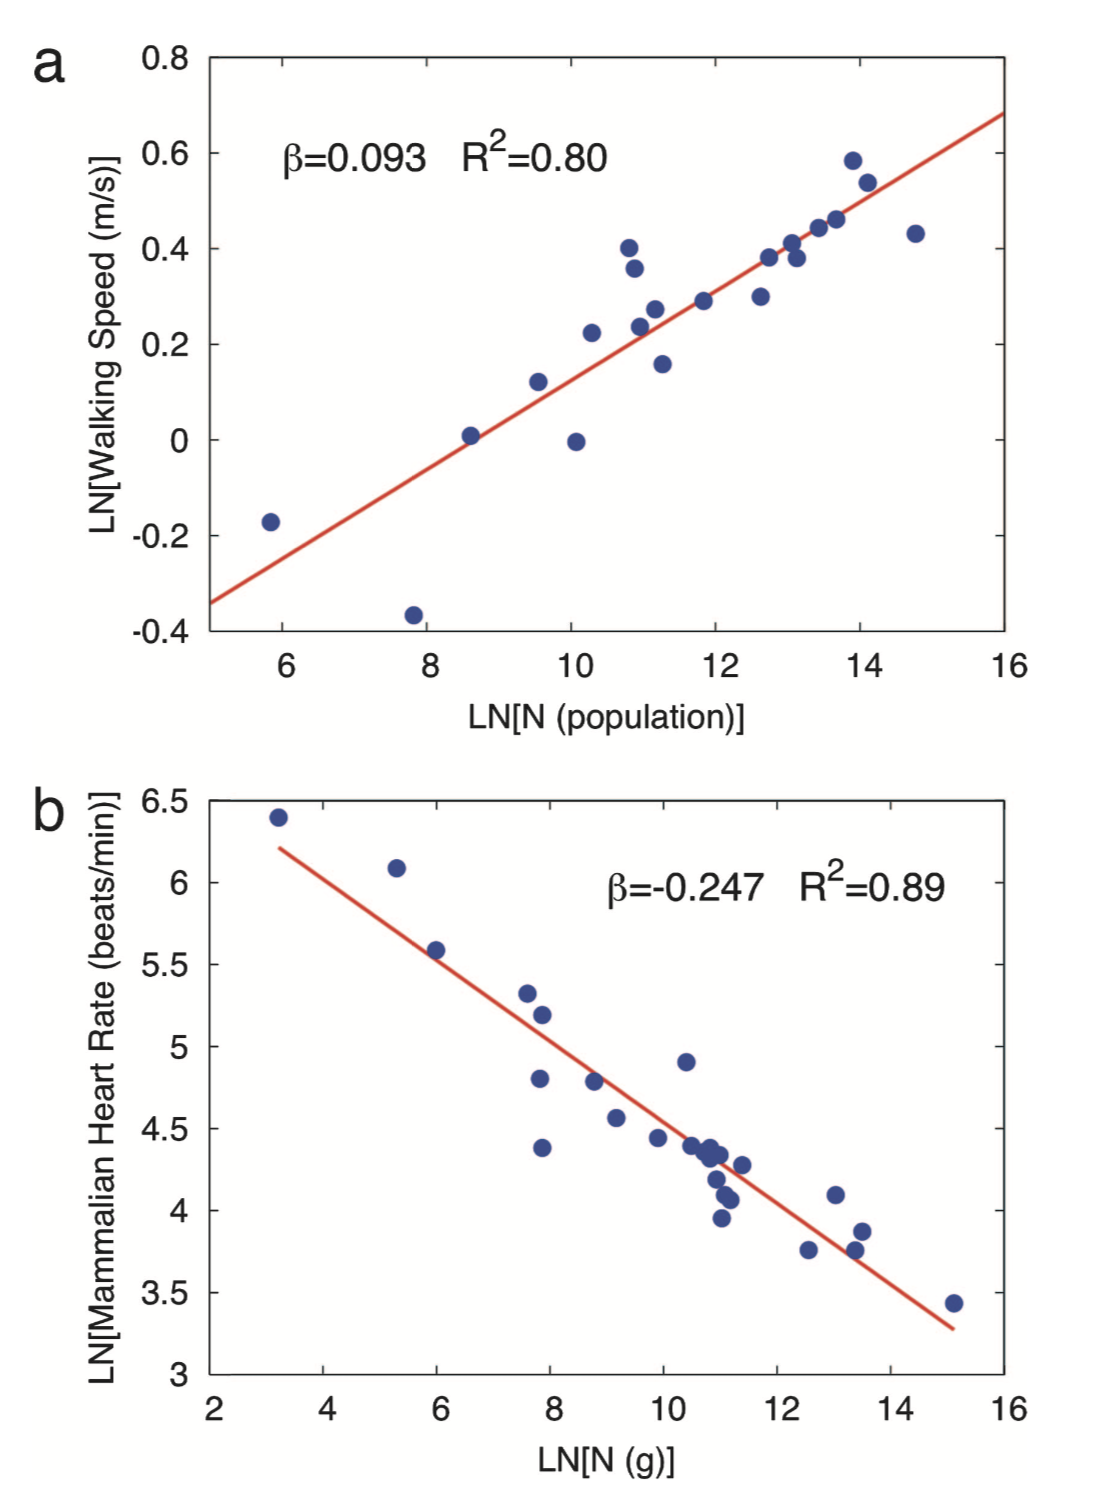 a
LN[Walking Speed (m/s)]
0.8
0.6
0.4
0.2
0
-0.2
-0.4
β=0.093 R²=0.80
6 8 10 12 14 16
LN[N (population)]
b
LN[Mammalian Heart Rate (beats/min)]
6.5
6
5.5
5
4.5
4
3.5
3
β=-0.247 R²=0.89
2 4 6 8 10 12 14 16
LN[N (g)]